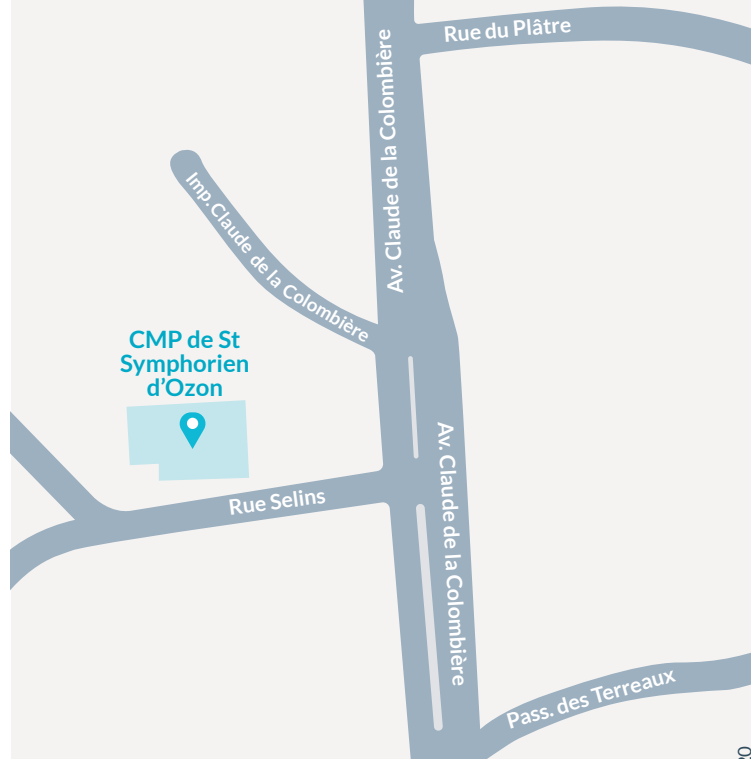 Rue du Plâtre
Av. Claude de la Colombière
Imp. Claude de la Colombière
CMP de St
Symphorien
d'Ozon
Av. Claude de la Colombière
Rue Selins
Pass. des Terreaux